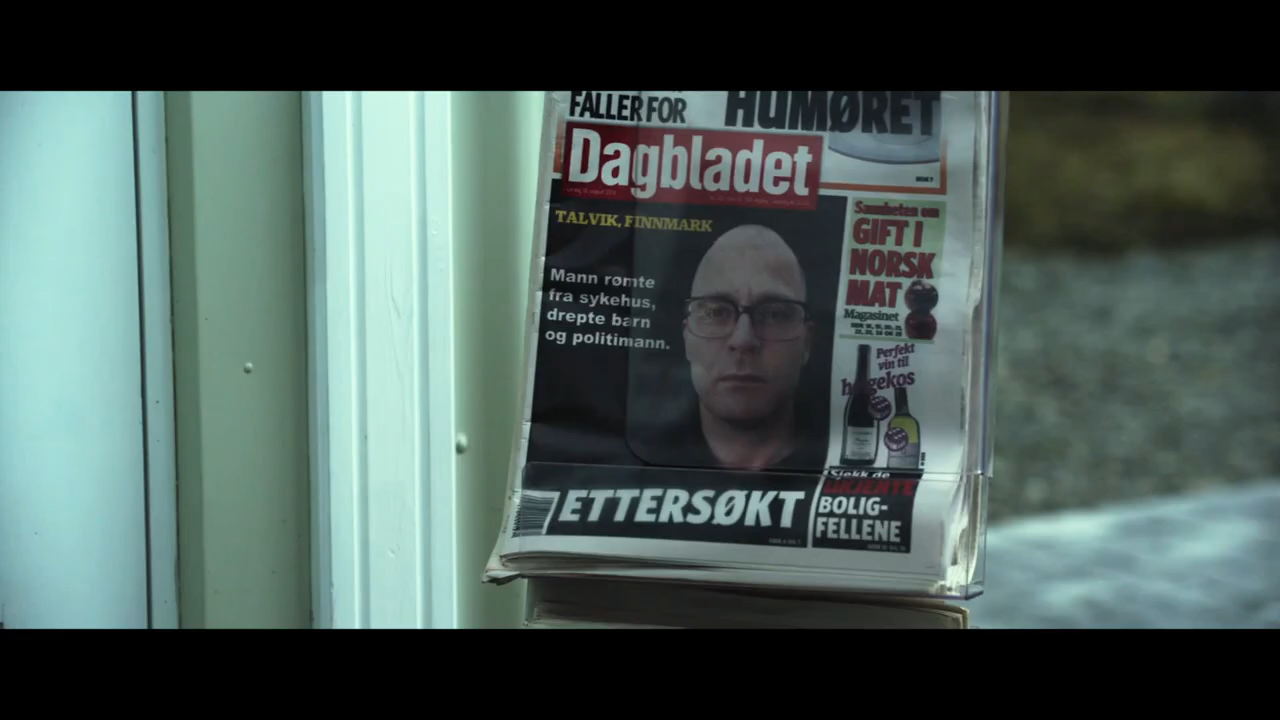 FALLER FOR
HUMØRET
Dagbladet
TALVIK, FINNMARK
Mann rømte
fra sykehus,
drepte barn
og politimann.
GIFT I
NORSK
MAT
Magasinet
Perfekt
vin til
ETTERSØKT
Sjekk de
BOLIG-
FELLENE